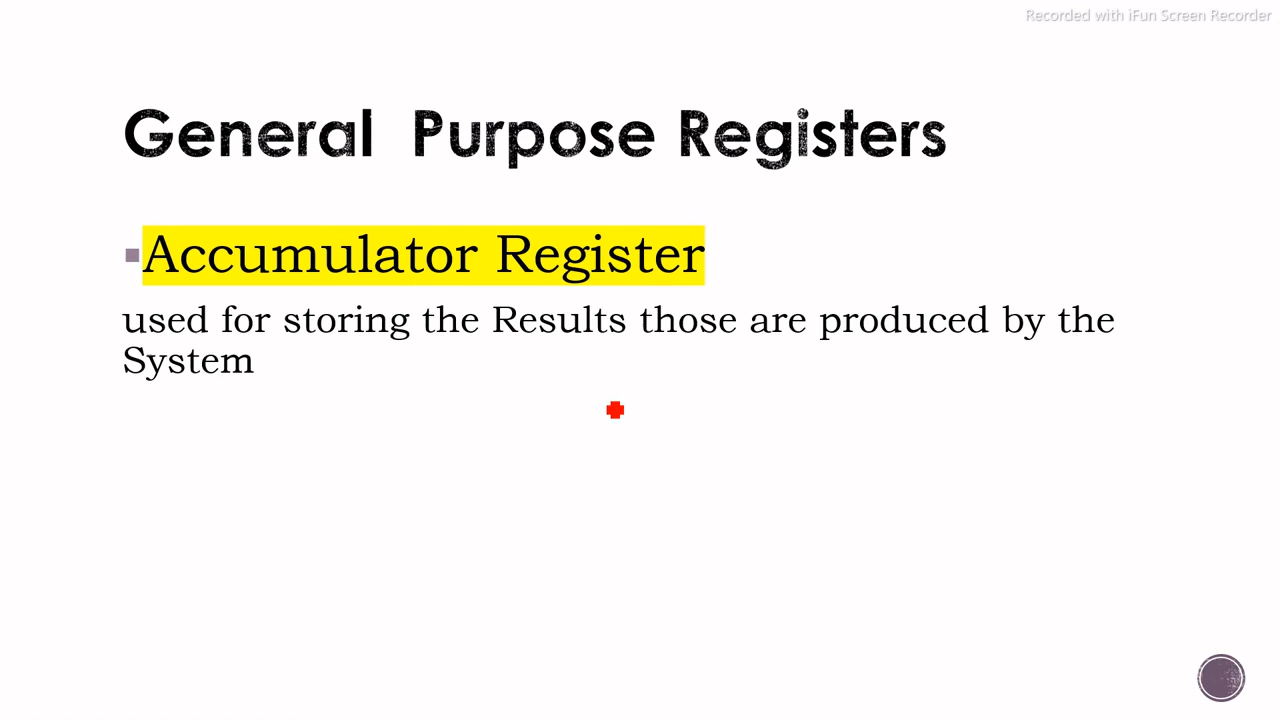 Recorded with iFun Screen Recorder
General Purpose Registers
Accumulator Register
used for storing the Results those are produced by the
System